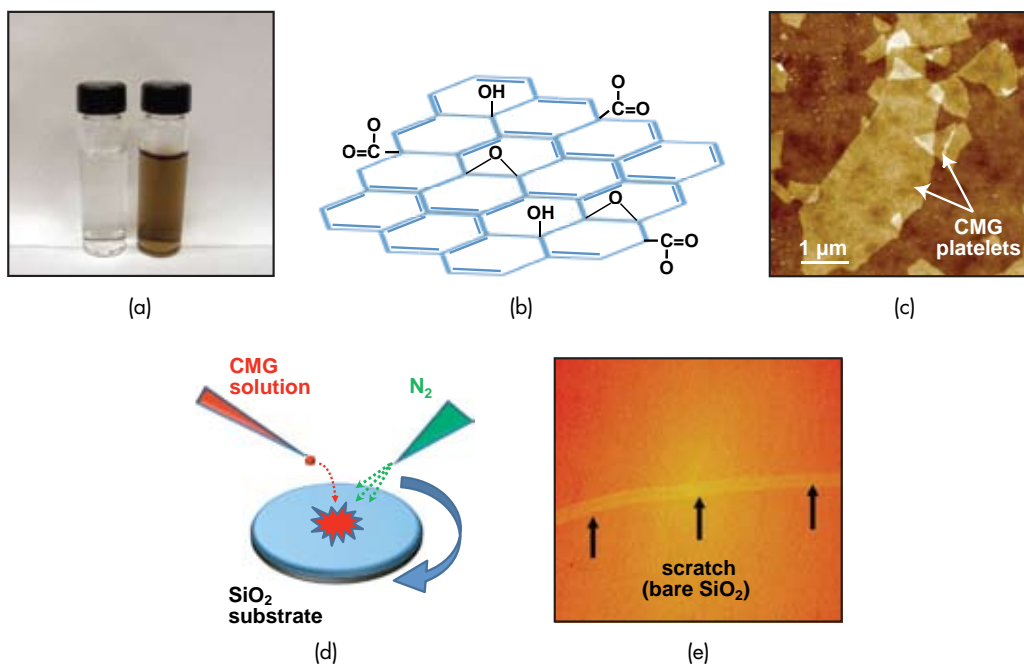 (a)
OH
O
C
O
O
O=C
O
O
OH
C=O
O
(b)
CMG
platelets
1 µm
(c)
CMG
solution
N₂
SiO₂
substrate
(d)
scratch
(bare SiO₂)
(e)